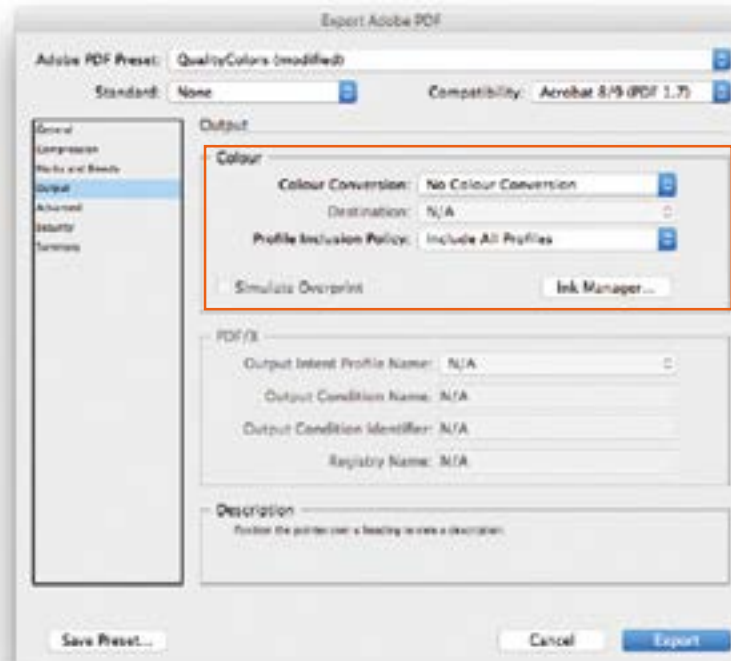 Export Adobe PDF
Adobe PDF Preset: QualityColors (modified)
Standard: None Compatibility: Acrobat 8/9 (PDF 1.7)
General
Compression
Marks and Bleeds
Output
Advanced
Security
Summary
Output
Colour
Colour Conversion: No Colour Conversion
Destination: N/A
Profile Inclusion Policy: Include All Profiles
Simulate Overprint Ink Manager...
PDF/X
Output Intent Profile Name: N/A
Output Condition Name: N/A
Output Condition Identifier: N/A
Registry Name: N/A
Description
Position the pointer over a heading to view a description.
Save Preset... Cancel Export